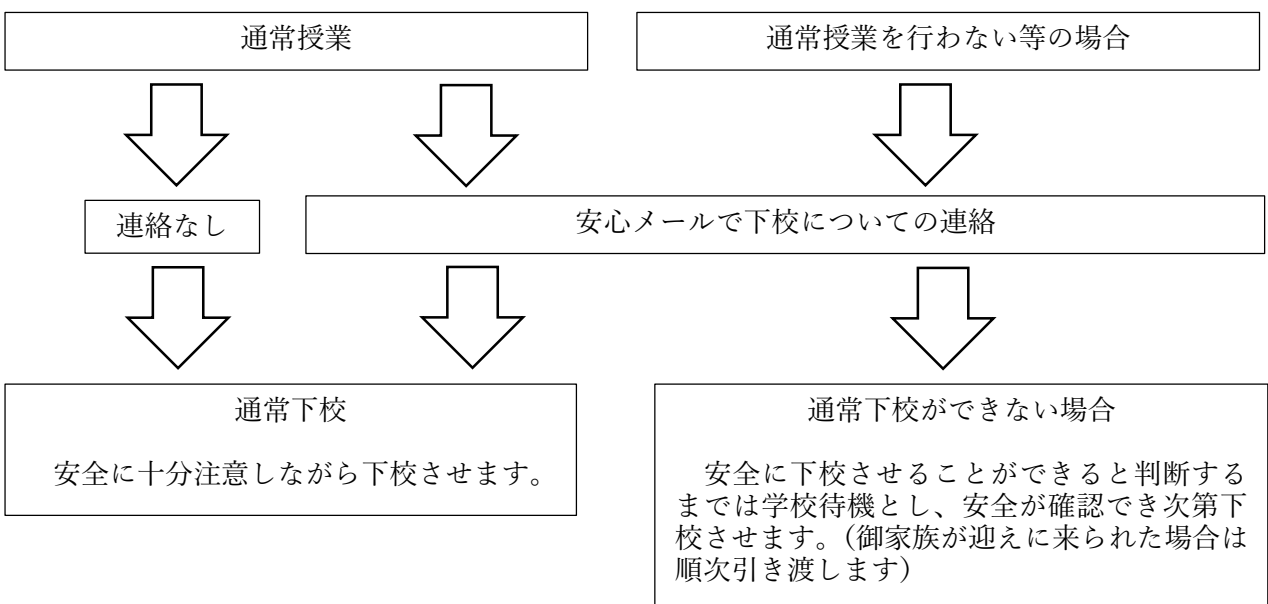 通常授業
通常授業を行わない等の場合
連絡なし
安心メールで下校についての連絡
通常下校
安全に十分注意しながら下校させます。
通常下校ができない場合
安全に下校させることができると判断する
までは学校待機とし、安全が確認でき次第下
校させます。（御家族が迎えに来られた場合は
順次引き渡します）